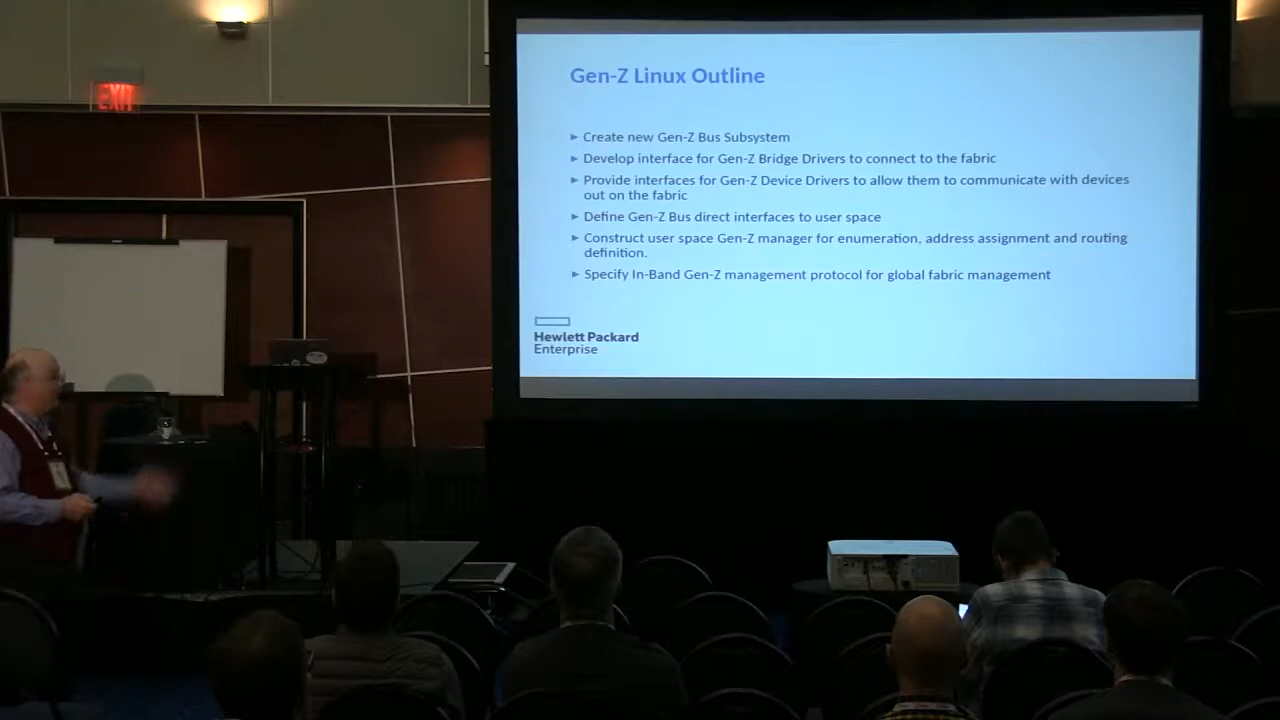 EXIT
Gen-Z Linux Outline
► Create new Gen-Z Bus Subsystem
► Develop interface for Gen-Z Bridge Drivers to connect to the fabric
► Provide interfaces for Gen-Z Device Drivers to allow them to communicate with devices
out on the fabric
► Define Gen-Z Bus direct interfaces to user space
► Construct user space Gen-Z manager for enumeration, address assignment and routing
definition.
► Specify In-Band Gen-Z management protocol for global fabric management
Hewlett Packard
Enterprise